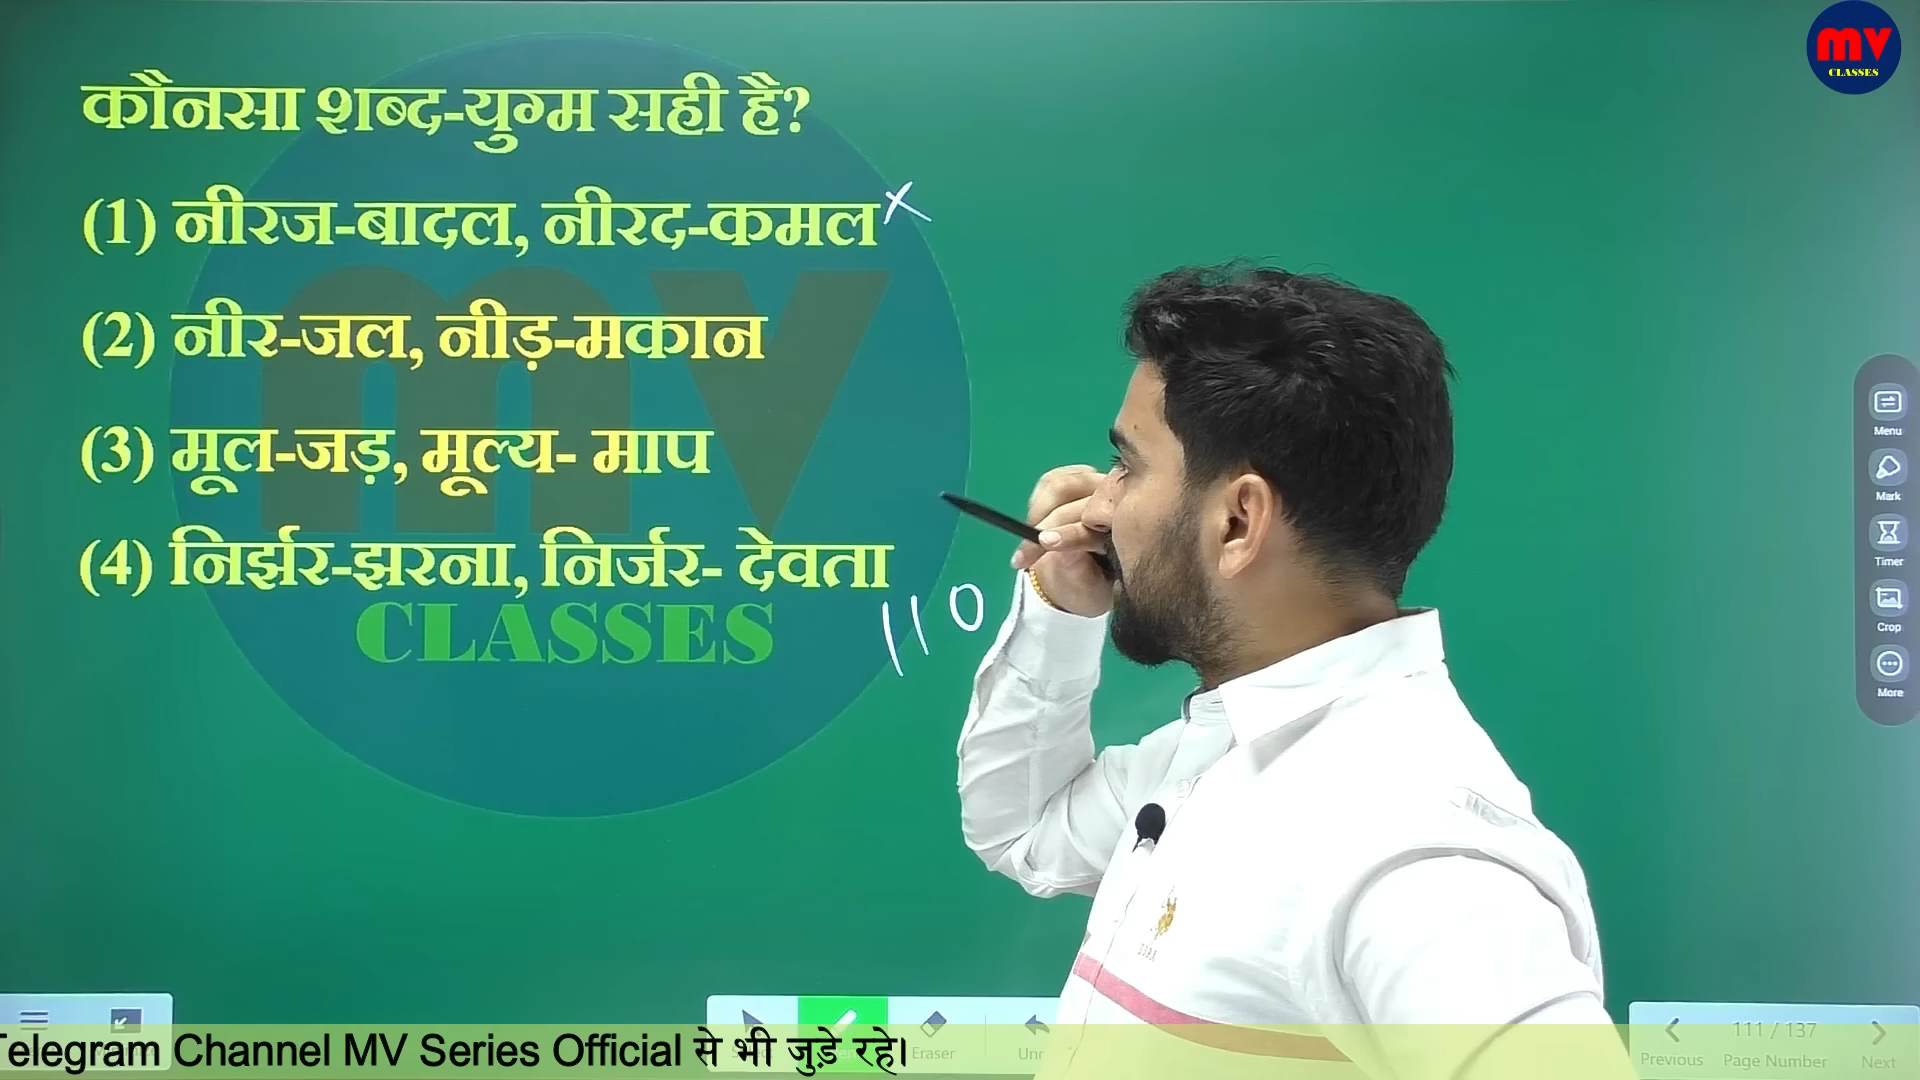 MV
CLASSES
कौनसा शब्द-युग्म सही है?
(1) नीरज-बादल, नीरद-कमल ×
(2) नीर-जल, नीड़-मकान
(3) मूल-जड़, मूल्य- माप
(4) निर्झर-झरना, निर्जर- देवता
110
mv
CLASSES
Menu
Mark
Timer
Crop
More
Eraser
111 / 137
Previous Page Number Next
Telegram Channel MV Series Official से भी जुड़े रहे।